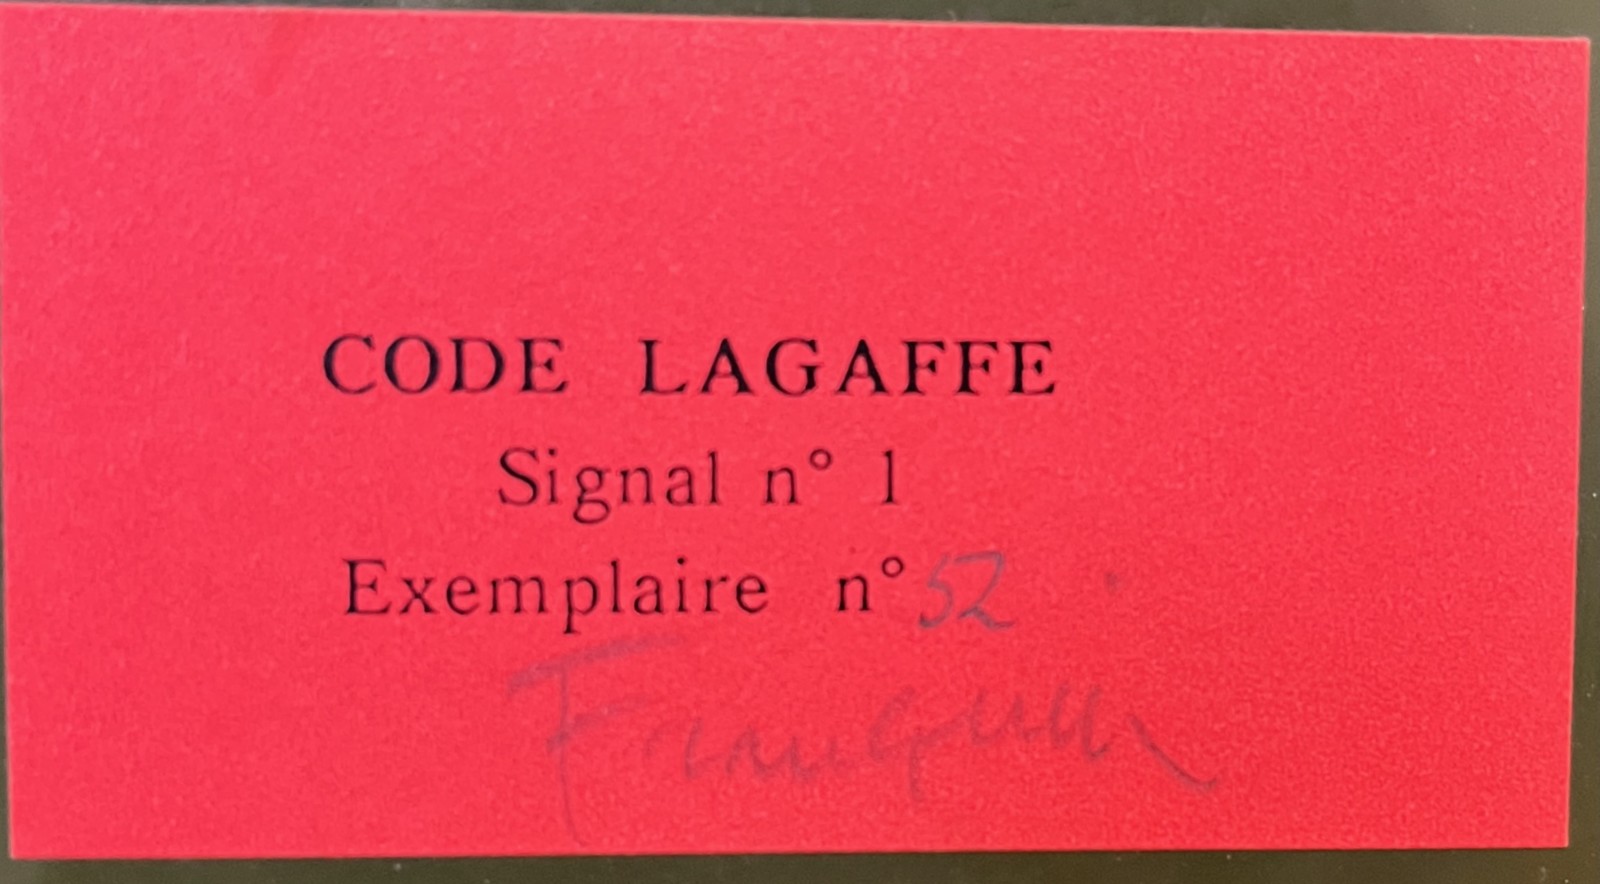 CODE LAGAFFE
Signal n° 1
Exemplaire n° 52
Franquin